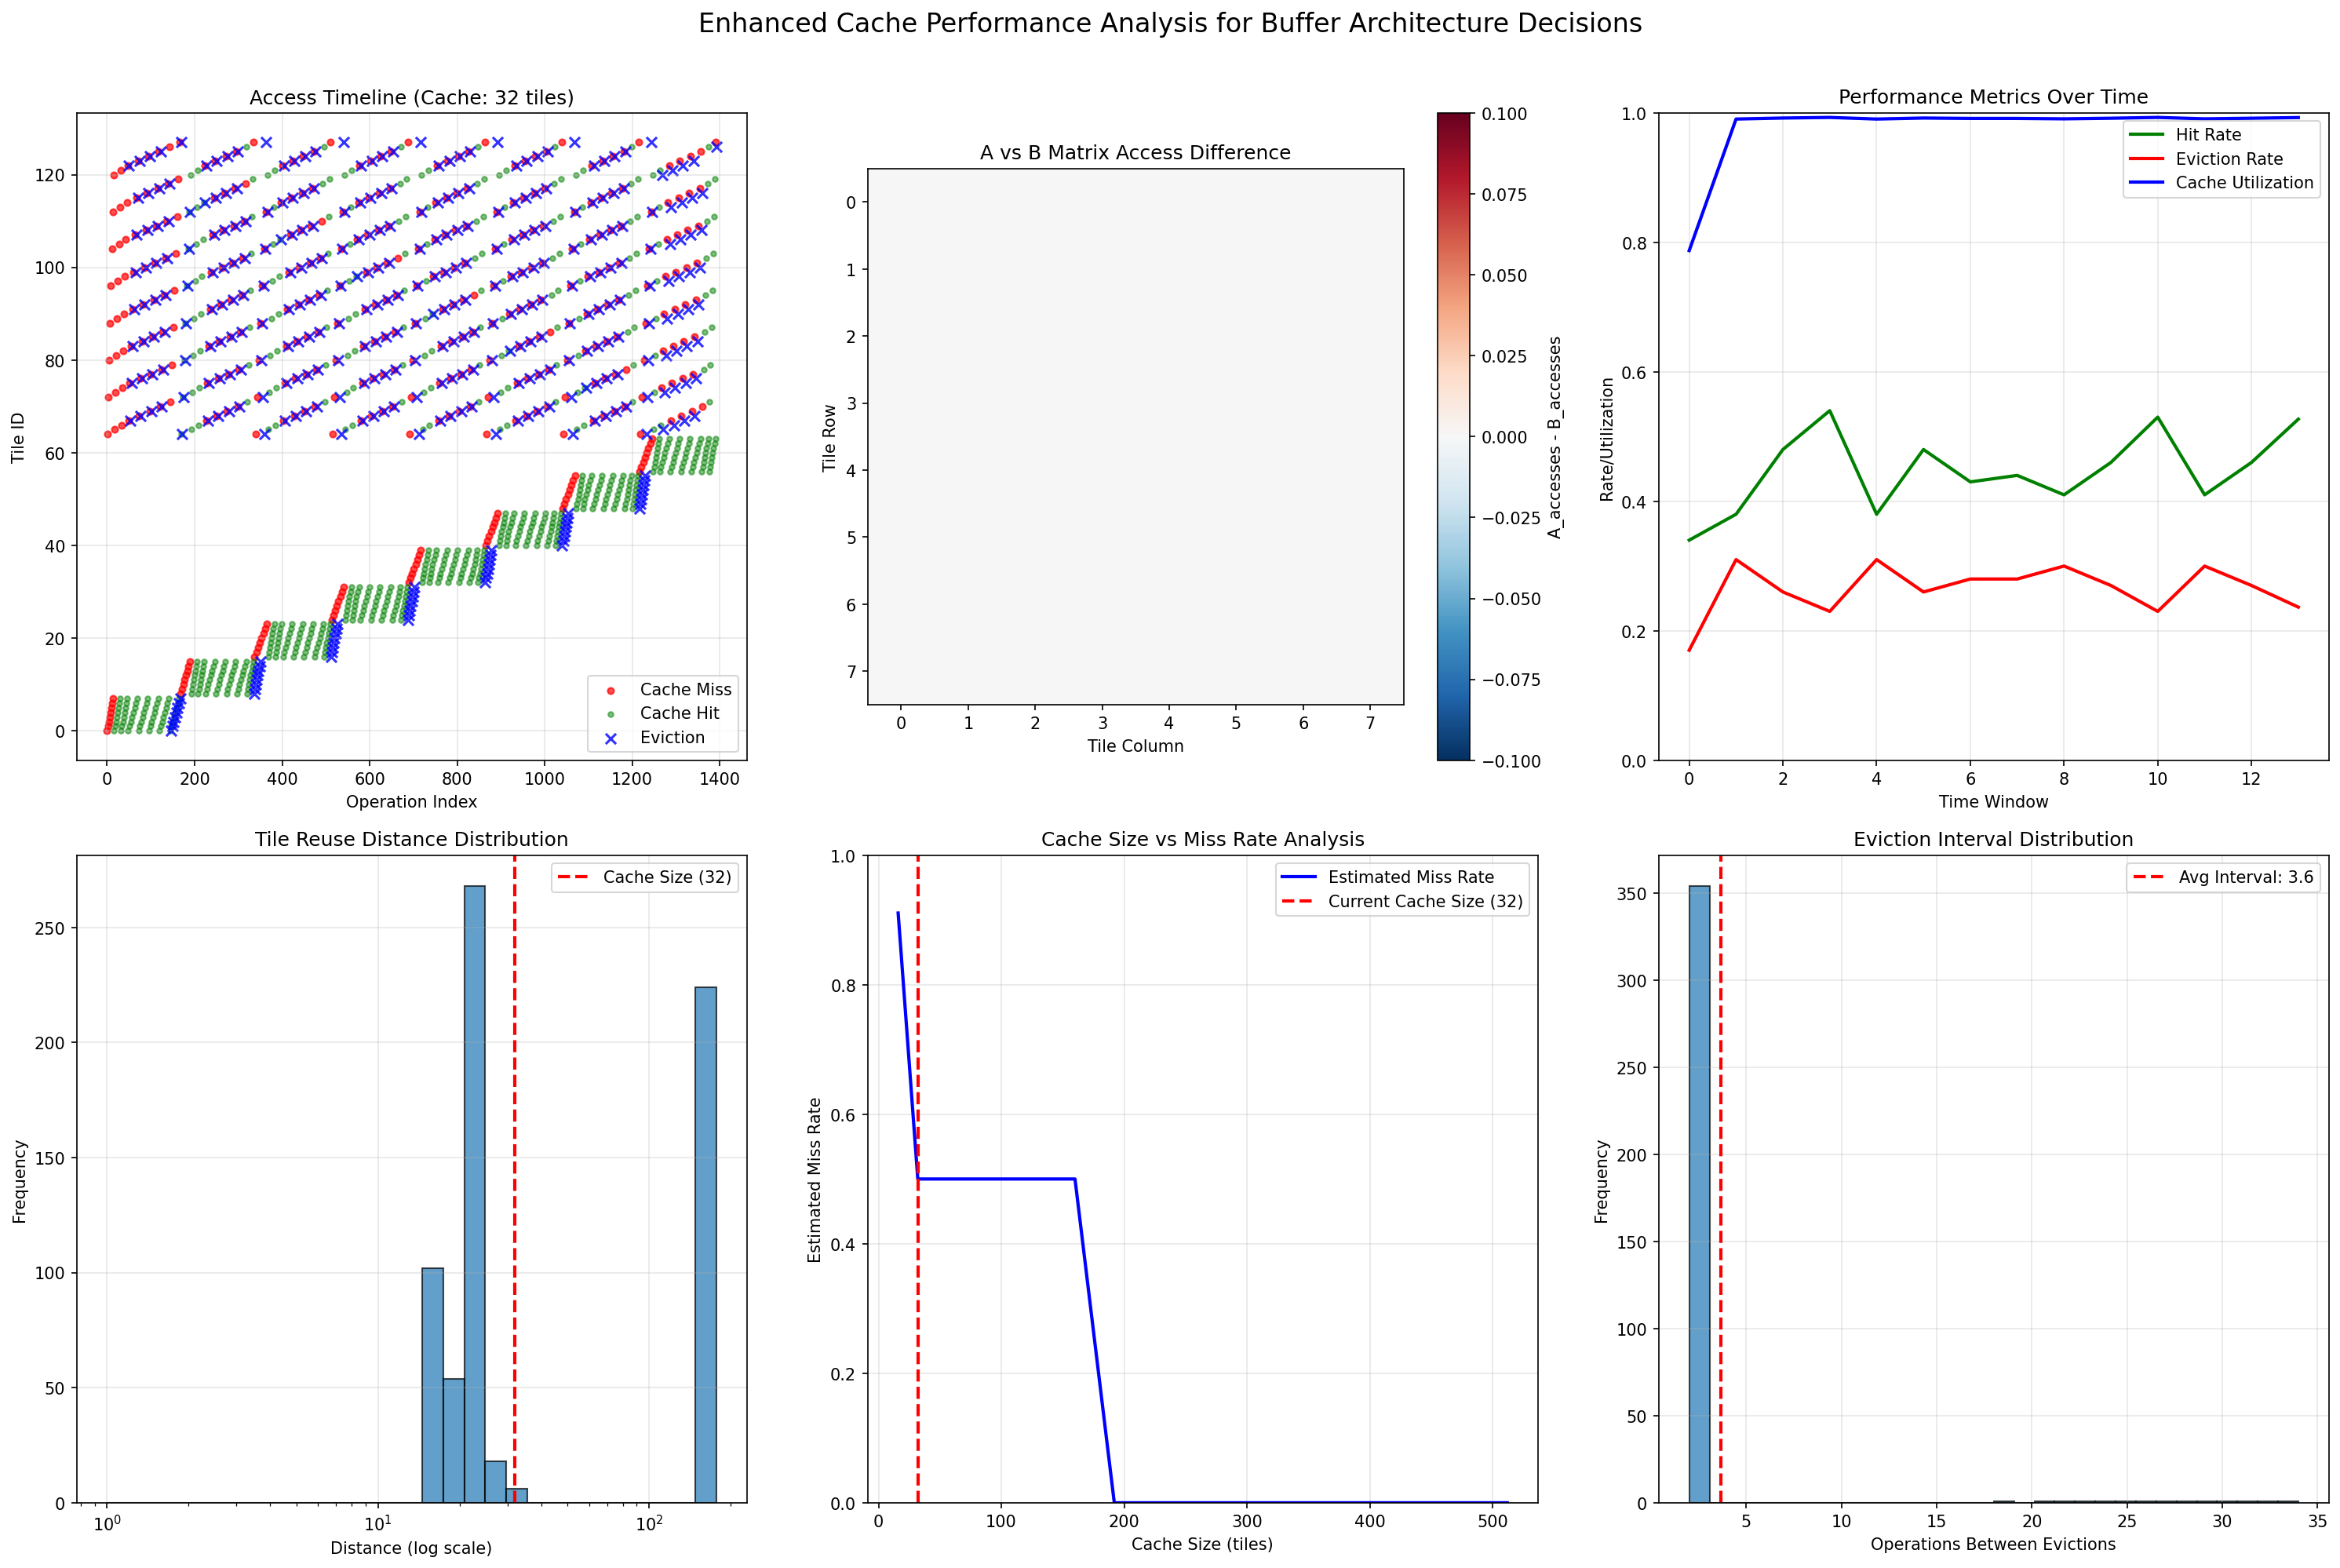 Enhanced Cache Performance Analysis for Buffer Architecture Decisions
Access Timeline (Cache: 32 tiles)
Tile ID
120
100
80
60
40
20
0
0 200 400 600 800 1000 1200 1400
Operation Index
Cache Miss
Cache Hit
Eviction
A vs B Matrix Access Difference
Tile Row
0
1
2
3
4
5
6
7
0 1 2 3 4 5 6 7
Tile Column
0.100
0.075
0.050
0.025
0.000
−0.025
−0.050
−0.075
−0.100
A_accesses - B_accesses
Performance Metrics Over Time
Rate/Utilization
1.0
0.8
0.6
0.4
0.2
0.0
0 2 4 6 8 10 12
Time Window
Hit Rate
Eviction Rate
Cache Utilization
Tile Reuse Distance Distribution
Frequency
250
200
150
100
50
0
10⁰ 10¹ 10²
Distance (log scale)
Cache Size (32)
Cache Size vs Miss Rate Analysis
Estimated Miss Rate
1.0
0.8
0.6
0.4
0.2
0.0
0 100 200 300 400 500
Cache Size (tiles)
Estimated Miss Rate
Current Cache Size (32)
Eviction Interval Distribution
Frequency
350
300
250
200
150
100
50
0
5 10 15 20 25 30 35
Operations Between Evictions
Avg Interval: 3.6